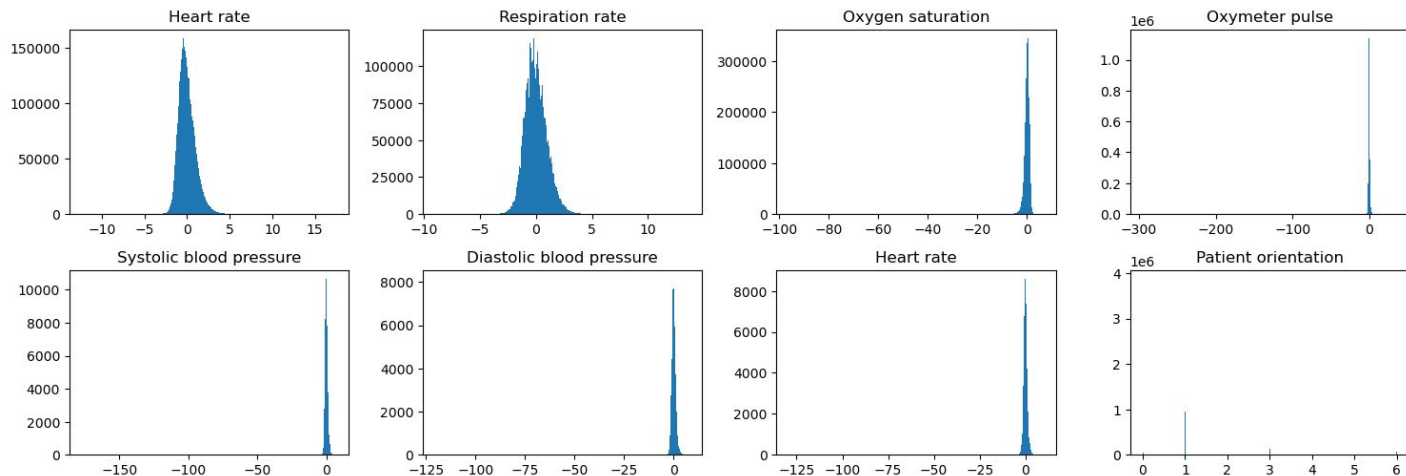 Heart rate
150000
100000
50000
0
−10 −5 0 5 10 15
Respiration rate
100000
75000
50000
25000
0
−10 −5 0 5 10
Oxygen saturation
300000
200000
100000
0
−100 −80 −60 −40 −20 0
Oxymeter pulse
1e6
1.0
0.8
0.6
0.4
0.2
0.0
−300 −200 −100 0
Systolic blood pressure
10000
8000
6000
4000
2000
0
−150 −100 −50 0
Diastolic blood pressure
8000
6000
4000
2000
0
−125 −100 −75 −50 −25 0
Heart rate
8000
6000
4000
2000
0
−125 −100 −75 −50 −25 0
Patient orientation
1e6
4
3
2
1
0
0 1 2 3 4 5 6